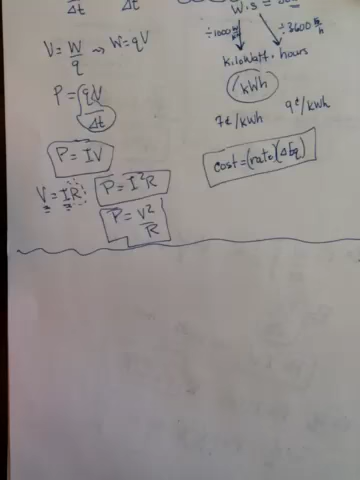 Δt Δt
W·s =
÷1000 ÷3600
V = W/q → W = qV
kilowatt·hours
kWh
P = qV/Δt
7¢/kWh 9¢/kWh
P = IV
cost = (rate)(ΔEq)
V = IR P = I²R
P = V²/R